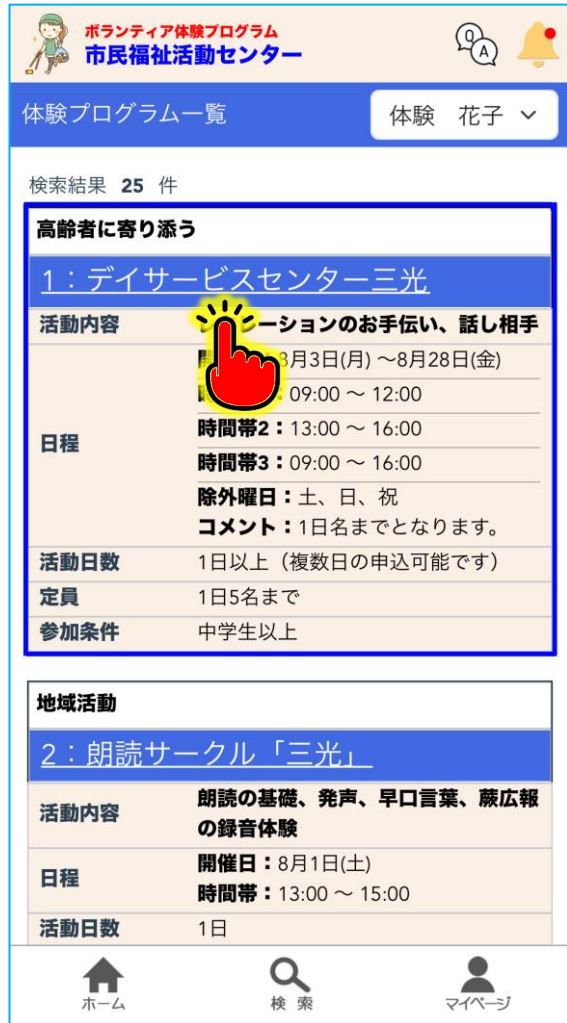 ボランティア体験プログラム
市民福祉活動センター
Q
A
体験プログラム一覧
体験 花子
検索結果 25 件
高齢者に寄り添う
1：デイサービスセンター三光
活動内容
ーションのお手伝い、話し相手
日程
8月3日(月) ～8月28日(金)
：09:00 ～ 12:00
時間帯2：13:00 ～ 16:00
時間帯3：09:00 ～ 16:00
除外曜日：土、日、祝
コメント：1日名までとなります。
活動日数
1日以上（複数日の申込可能です）
定員
1日5名まで
参加条件
中学生以上
地域活動
2：朗読サークル「三光」
活動内容
朗読の基礎、発声、早口言葉、蕨広報
の録音体験
日程
開催日：8月1日(土)
時間帯：13:00 ～ 15:00
活動日数
1日
ホーム
検 索
マイページ